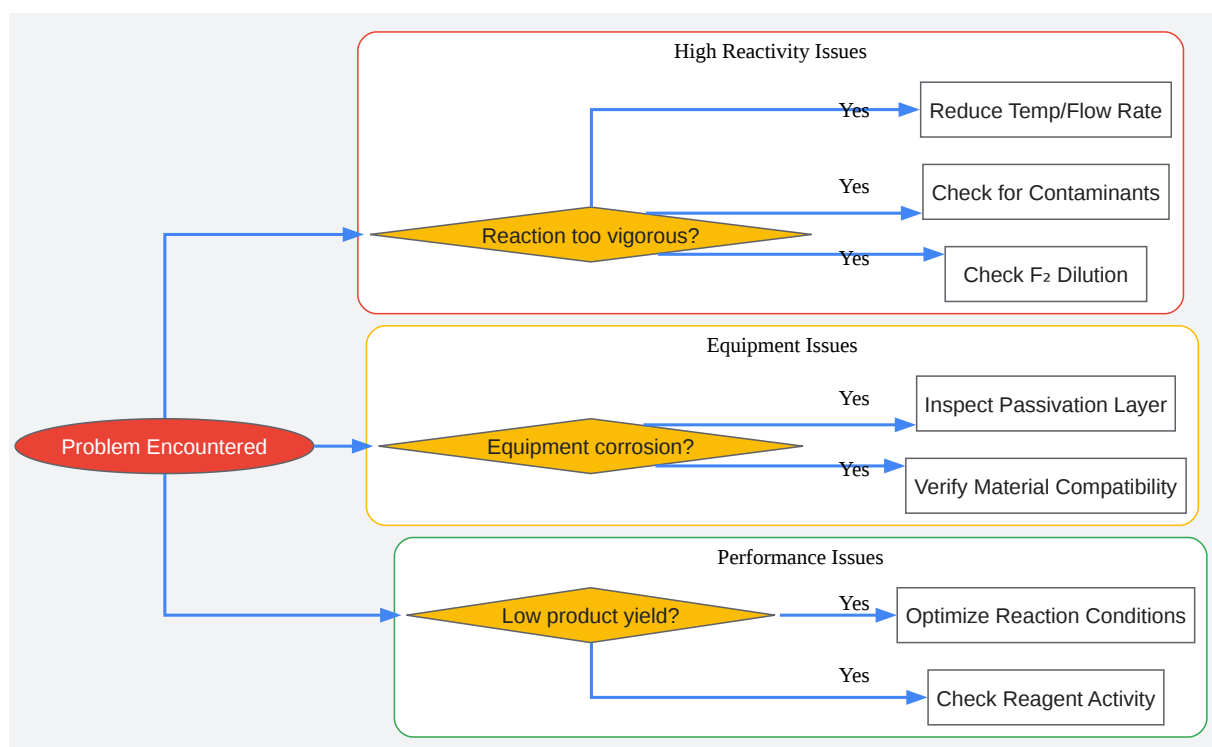 High Reactivity Issues
Yes
Reduce Temp/Flow Rate
Yes
Check for Contaminants
Reaction too vigorous?
Yes
Check F₂ Dilution
Equipment Issues
Yes
Inspect Passivation Layer
Problem Encountered
Equipment corrosion?
Yes
Verify Material Compatibility
Performance Issues
Yes
Low product yield?
Optimize Reaction Conditions
Yes
Check Reagent Activity